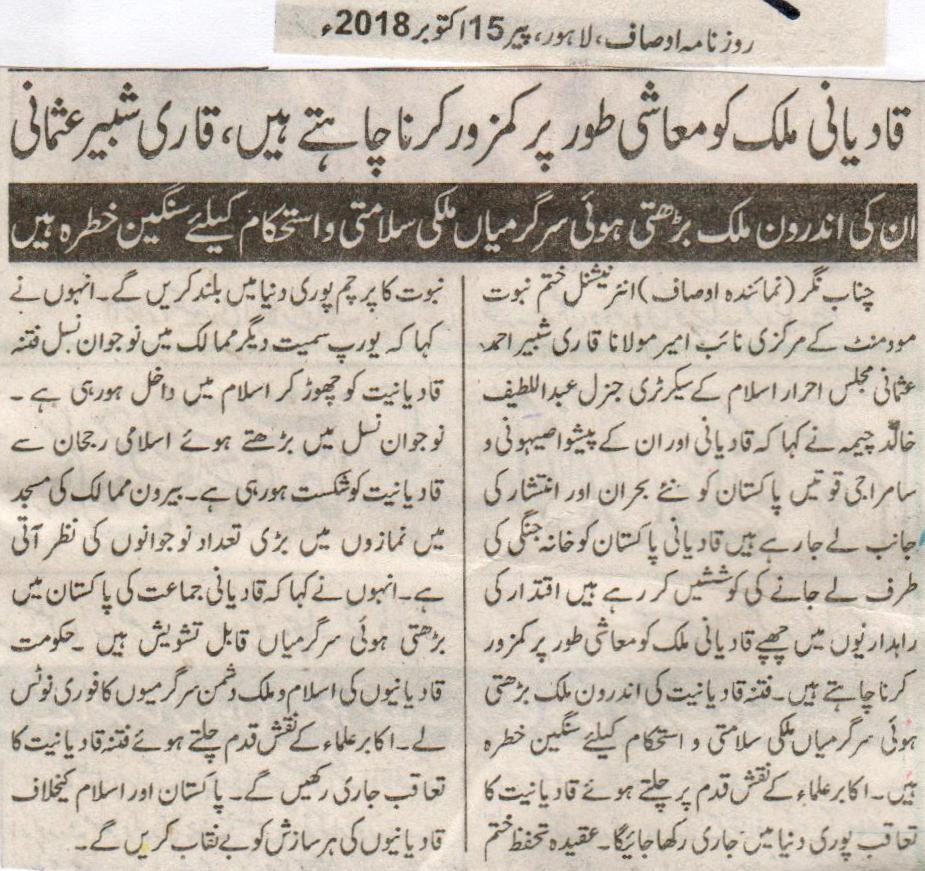 روزنامہ اوصاف، لاہور، پیر 15 اکتوبر 2018ء
قادیانی ملک کو معاشی طور پر کمزور کرنا چاہتے ہیں، قاری شبیر عثمانی
ان کی اندرون ملک بڑھتی ہوئی سرگرمیاں ملکی سلامتی و استحکام کیلئے سنگین خطرہ ہیں
چناب نگر (نمائندہ اوصاف) انٹرنیشنل ختم نبوت
موومنٹ کے مرکزی نائب امیر مولانا قاری شبیر احمد
عثمانی مجلس احرار اسلام کے سیکرٹری جنرل عبداللطیف
خالد چیمہ نے کہا کہ قادیانی اور ان کے پیشوا صیہونی و
سامراجی قوتیں پاکستان کو نئے بحران اور انتشار کی
جانب لے جا رہے ہیں قادیانی پاکستان کو خانہ جنگی کی
طرف لے جانے کی کوششیں کر رہے ہیں اقتدار کی
راہداریوں میں چھپے قادیانی ملک کو معاشی طور پر کمزور
کرنا چاہتے ہیں۔ فتنہ قادیانیت کی اندرون ملک بڑھتی
ہوئی سرگرمیاں ملکی سلامتی و استحکام کیلئے سنگین خطرہ
ہیں۔ اکابر علماء کے نقش قدم پر چلتے ہوئے قادیانیت کا
تعاقب پوری دنیا میں جاری رکھا جائیگا۔ عقیدہ تحفظ ختم
نبوت کا پرچم پوری دنیا میں بلند کریں گے۔ انہوں نے
کہا کہ یورپ سمیت دیگر ممالک میں نوجوان نسل فتنہ
قادیانیت کو چھوڑ کر اسلام میں داخل ہو رہی ہے۔
نوجوان نسل میں بڑھتے ہوئے اسلامی رجحان سے
قادیانیت کو شکست ہو رہی ہے۔ بیرون ممالک کی مسجد
میں نمازوں میں بڑی تعداد نوجوانوں کی نظر آتی
ہے۔ انہوں نے کہا کہ قادیانی جماعت کی پاکستان میں
بڑھتی ہوئی سرگرمیاں قابل تشویش ہیں۔ حکومت
قادیانیوں کی اسلام و ملک دشمن سرگرمیوں کا فوری نوٹس
لے۔ اکابر علماء کے نقش قدم چلتے ہوئے فتنہ قادیانیت کا
تعاقب جاری رکھیں گے۔ پاکستان اور اسلام کیخلاف
قادیانیوں کی ہر سازش کو بے نقاب کریں گے۔